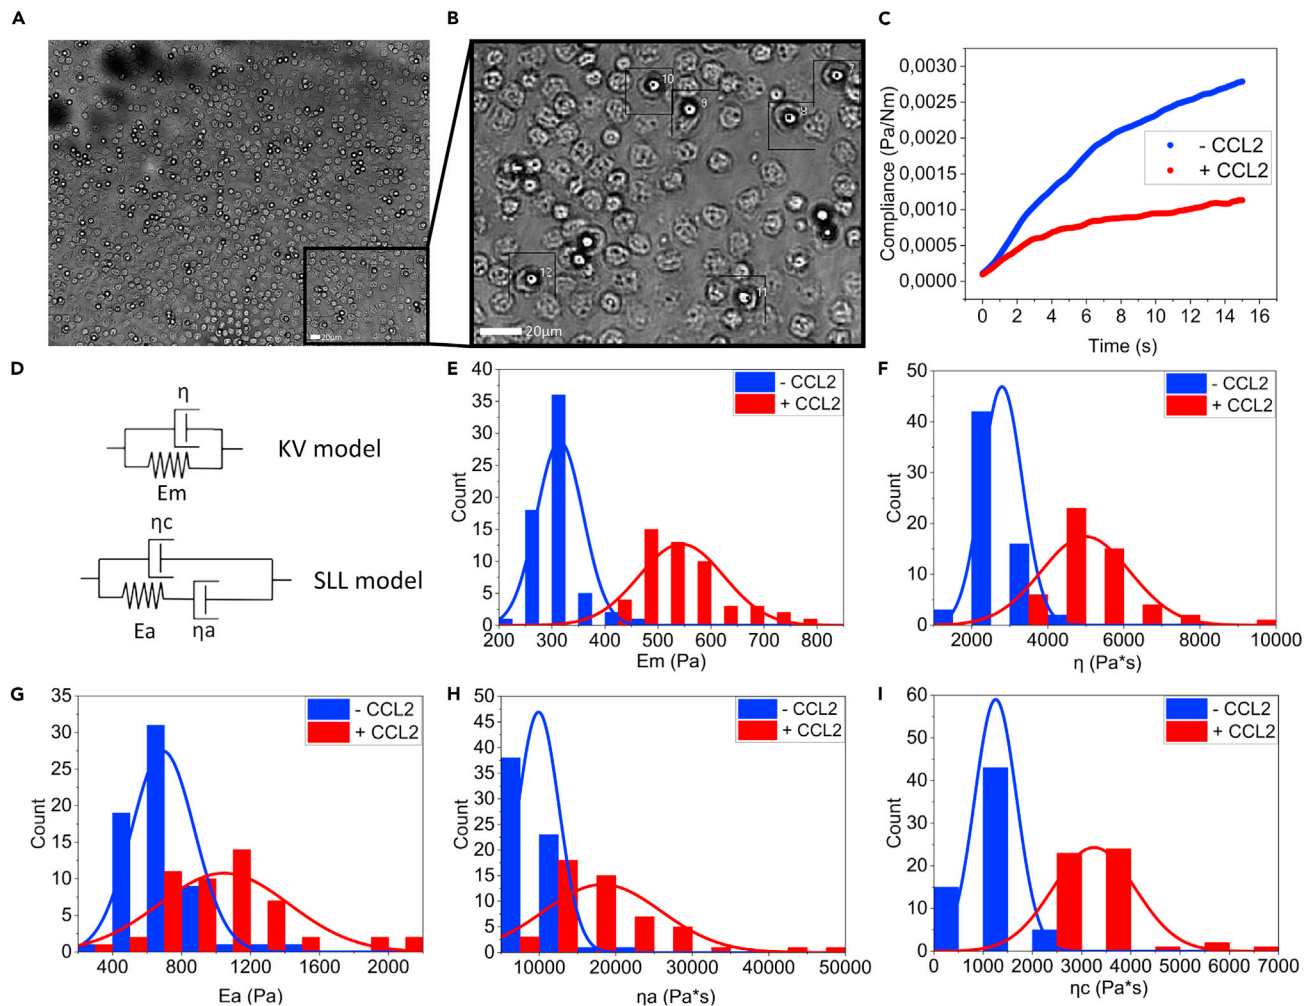 A
20µm
B
10
9
8
7
12
11
20µm
C
Compliance (Pa/Nm)
0,0030
0,0025
0,0020
0,0015
0,0010
0,0005
0,0000
- CCL2
+ CCL2
0 2 4 6 8 10 12 14 16
Time (s)
D
η
KV model
Em
ηc
SLL model
Ea
ηa
E
Count
40
35
30
25
20
15
10
5
0
- CCL2
+ CCL2
200 300 400 500 600 700 800
Em (Pa)
F
Count
50
40
30
20
10
0
- CCL2
+ CCL2
2000 4000 6000 8000 10000
η (Pa*s)
G
Count
35
30
25
20
15
10
5
0
- CCL2
+ CCL2
400 800 1200 1600 2000
Ea (Pa)
H
Count
50
45
40
35
30
25
20
15
10
5
0
- CCL2
+ CCL2
10000 20000 30000 40000 50000
ηa (Pa*s)
I
Count
60
50
40
30
20
10
0
- CCL2
+ CCL2
0 1000 2000 3000 4000 5000 6000 7000
ηc (Pa*s)